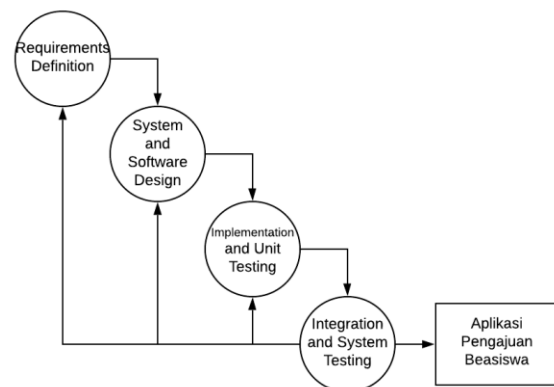 Requirements
Definition
System
and
Software
Design
Implementation
and Unit
Testing
Integration
and System
Testing
Aplikasi
Pengajuan
Beasiswa